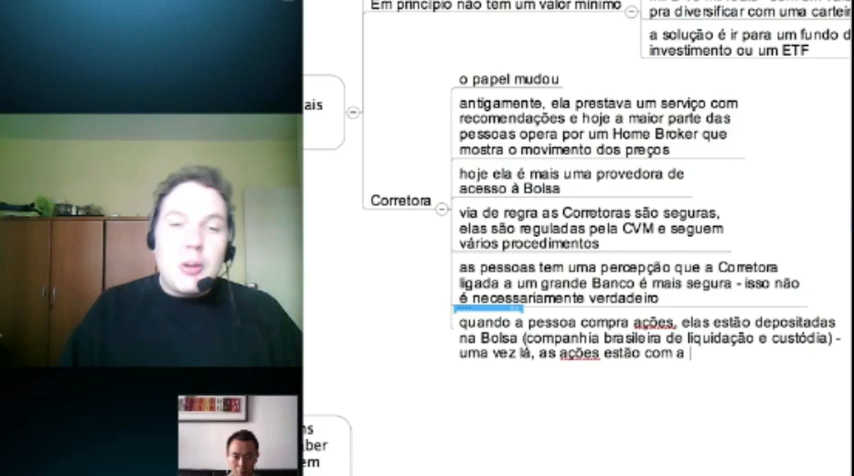 Em princípio não tem um valor mínimo
pra diversificar com uma carteir
a solução é ir para um fundo d
investimento ou um ETF
ais
Corretora
o papel mudou
antigamente, ela prestava um serviço com
recomendações e hoje a maior parte das
pessoas opera por um Home Broker que
mostra o movimento dos preços
hoje ela é mais uma provedora de
acesso à Bolsa
via de regra as Corretoras são seguras,
elas são reguladas pela CVM e seguem
vários procedimentos
as pessoas tem uma percepção que a Corretora
ligada a um grande Banco é mais segura - isso não
é necessariamente verdadeiro
quando a pessoa compra ações, elas estão depositadas
na Bolsa (companhia brasileira de liquidação e custódia) -
uma vez lá, as ações estão com a
ns
ber
em